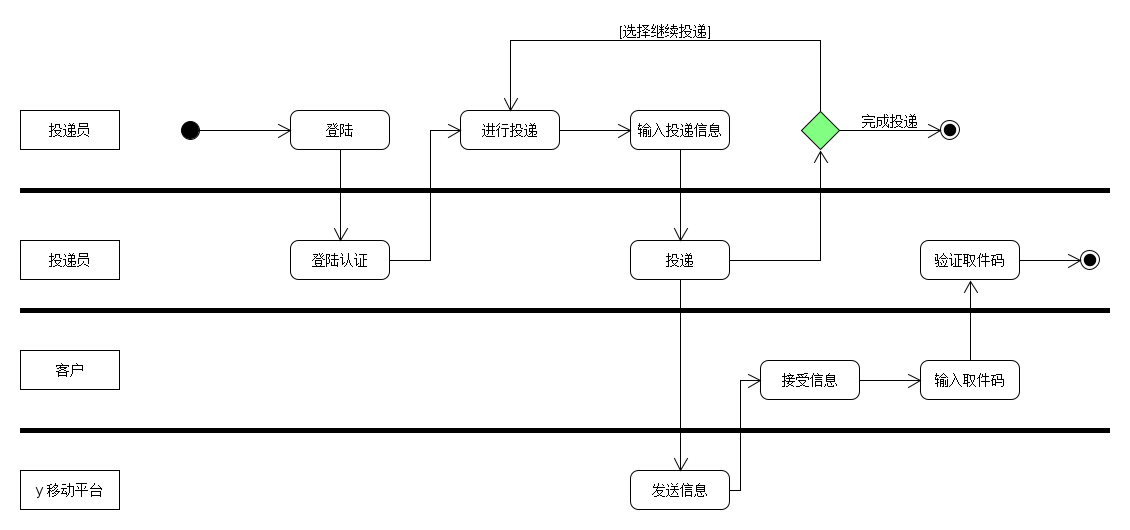 [选择继续投递]
投递员
登陆
进行投递
输入投递信息
完成投递
投递员
登陆认证
投递
验证取件码
客户
接受信息
输入取件码
y 移动平台
发送信息